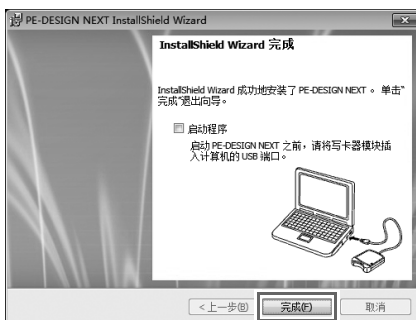 PE-DESIGN NEXT InstallShield Wizard
InstallShield Wizard 完成
InstallShield Wizard 成功地安装了 PE-DESIGN NEXT 。 单击“
完成”退出向导。
启动程序
启动 PE-DESIGN NEXT 之前，请将写卡器模块插
入计算机的 USB 端口。
<上一步(B) 完成(F) 取消